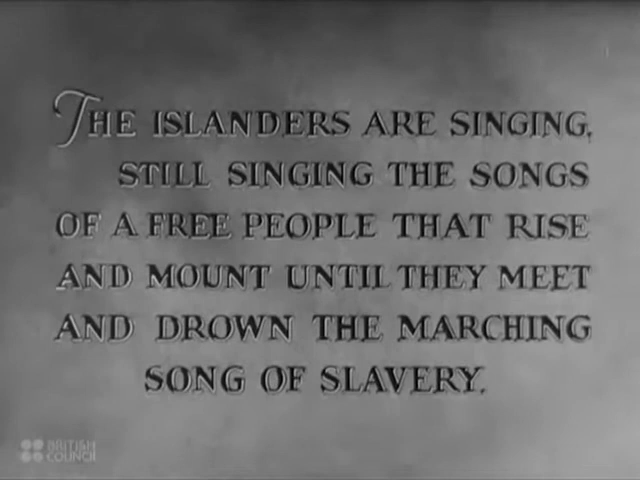 THE ISLANDERS ARE SINGING,
STILL SINGING THE SONGS
OF A FREE PEOPLE THAT RISE
AND MOUNT UNTIL THEY MEET
AND DROWN THE MARCHING
SONG OF SLAVERY.
BRITISH
COUNCIL